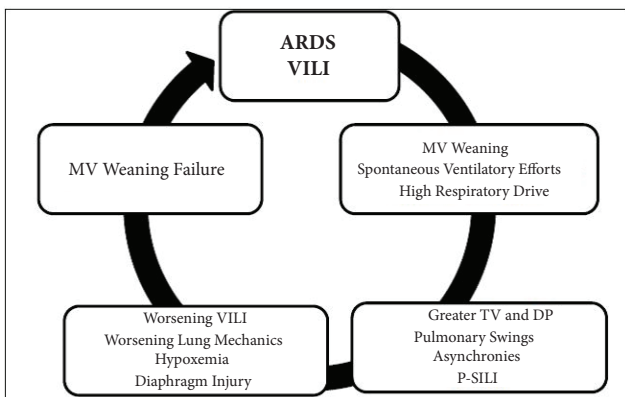 ARDS
VILI
MV Weaning
Spontaneous Ventilatory Efforts
High Respiratory Drive
Greater TV and DP
Pulmonary Swings
Asynchronies
P-SILI
Worsening VILI
Worsening Lung Mechanics
Hypoxemia
Diaphragm Injury
MV Weaning Failure